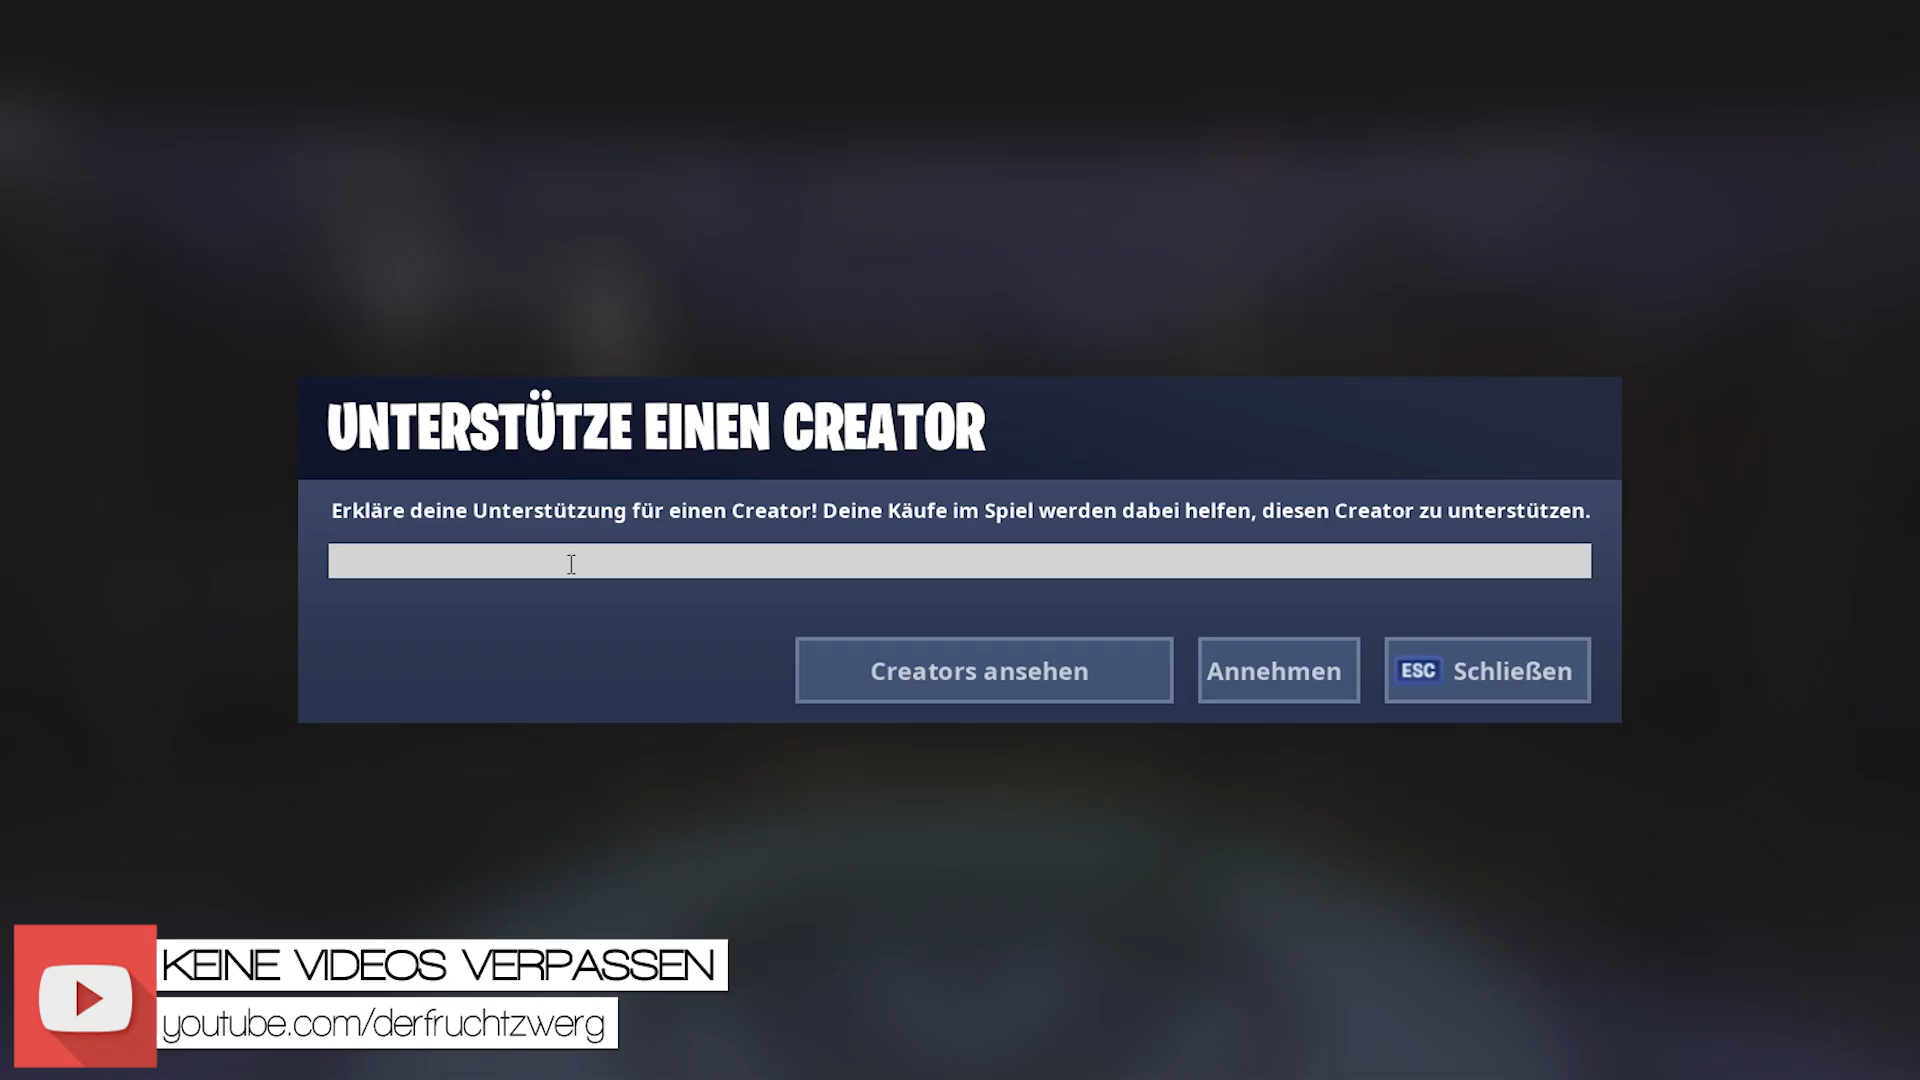 UNTERSTÜTZE EINEN CREATOR
Erkläre deine Unterstützung für einen Creator! Deine Käufe im Spiel werden dabei helfen, diesen Creator zu unterstützen.
Creators ansehen
Annehmen
ESC Schließen
KEINE VIDEOS VERPASSEN
youtube.com/derfruchtzwerg